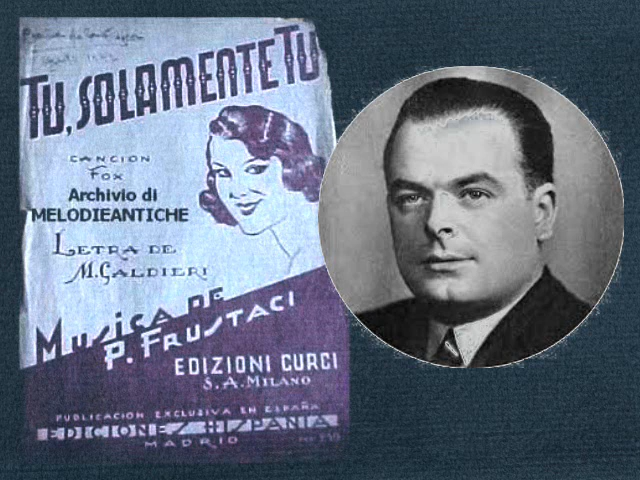 TU, SOLAMENTE TU
CANCION
FOX
Archivio di
MELODIEANTICHE
LETRA DE
M. GALDIERI
MUSICA DE
P. FRUSTACI
EDIZIONI CURCI
S.A. MILANO
PUBLICACION EXCLUSIVA EN ESPAÑA
EDICIONES HISPANIA
MADRID